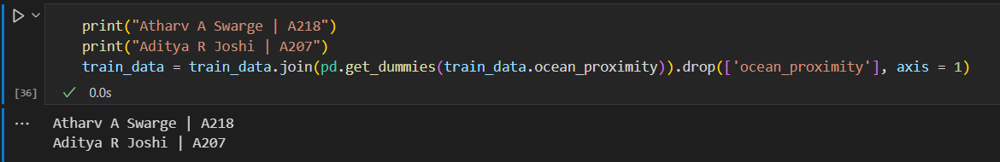 print("Atharv A Swarge | A218")
print("Aditya R Joshi | A207")
train_data = train_data.join(pd.get_dummies(train_data.ocean_proximity)).drop(['ocean_proximity'], axis = 1)
[36]
0.0s
...
Atharv A Swarge | A218
Aditya R Joshi | A207